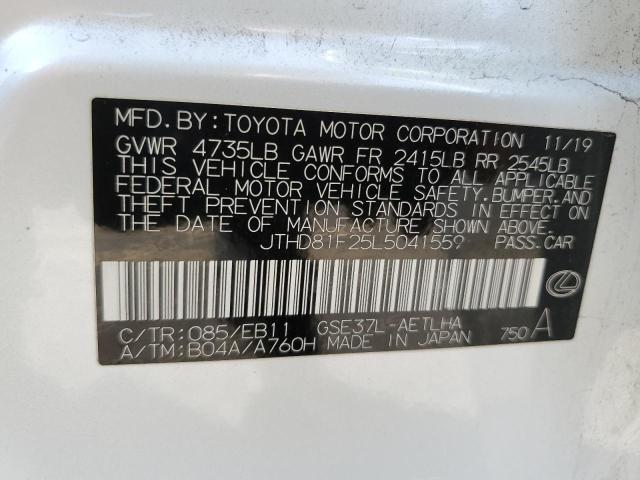 MFD. BY: TOYOTA MOTOR CORPORATION 11/19
GVWR 4735LB GAWR FR 2415LB RR 2545LB
THIS VEHICLE CONFORMS TO ALL APPLICABLE
FEDERAL MOTOR VEHICLE SAFETY, BUMPER, AND
THEFT PREVENTION STANDARDS IN EFFECT ON
THE DATE OF MANUFACTURE SHOWN ABOVE.
JTHD81F25L5041559 PASS. CAR
C/TR: 085/EB11 GSE37L-AETLHA
A/TM: B04A/A760H MADE IN JAPAN 750 A